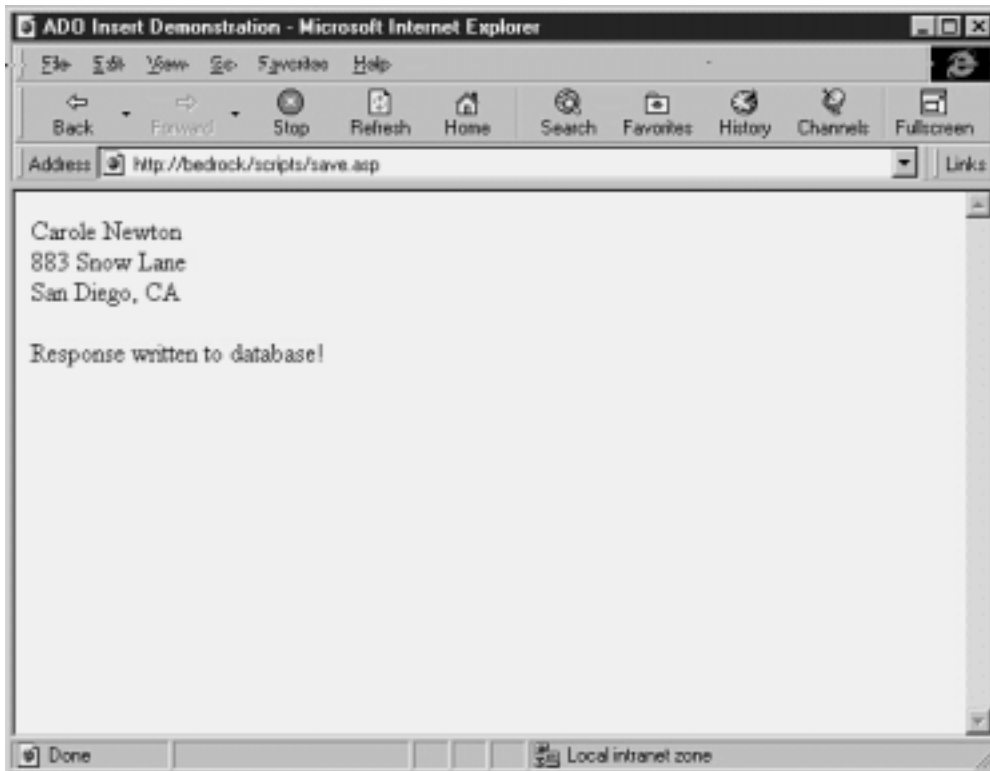 ADO Insert Demonstration - Microsoft Internet Explorer
File Edit View Go Favorites Help
Back Forward Stop Refresh Home Search Favorites History Channels Fullscreen
Address http://bedrock/scripts/save.asp Links
Carole Newton
883 Snow Lane
San Diego, CA
Response written to database!
Done Local intranet zone